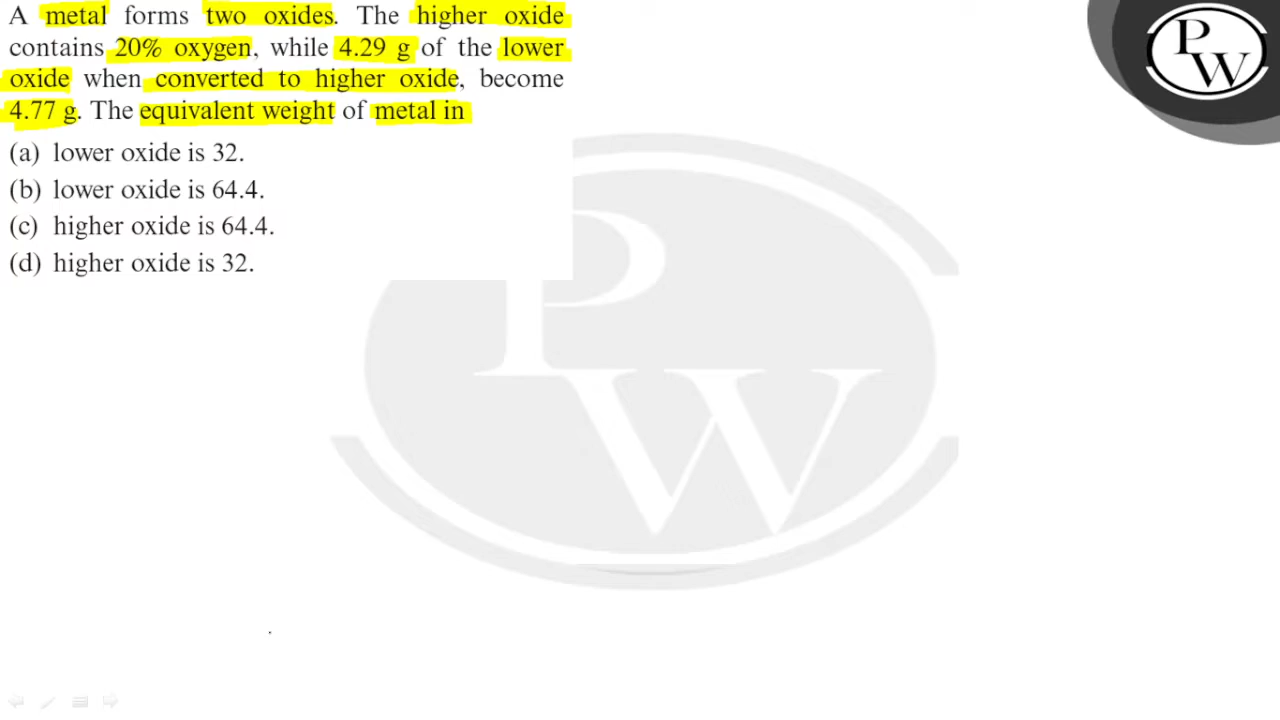 A metal forms two oxides. The higher oxide
contains 20% oxygen, while 4.29 g of the lower
oxide when converted to higher oxide, become
4.77 g. The equivalent weight of metal in
(a) lower oxide is 32.
(b) lower oxide is 64.4.
(c) higher oxide is 64.4.
(d) higher oxide is 32.
PW
PW